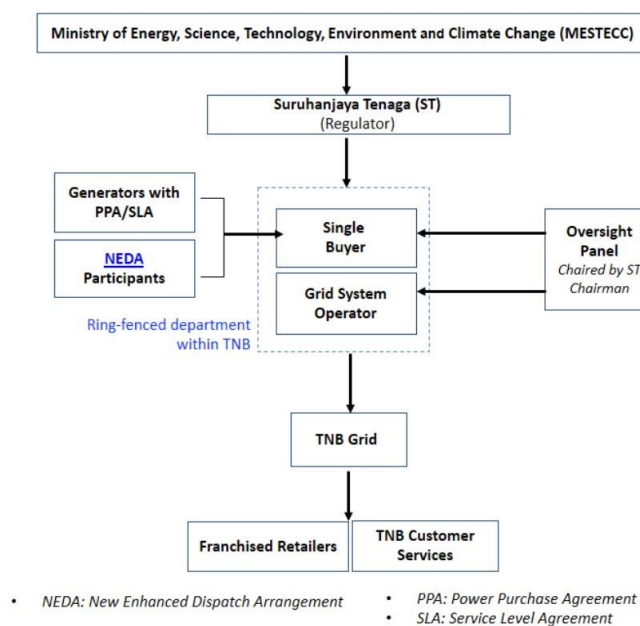 Ministry of Energy, Science, Technology, Environment and Climate Change (MESTECC)
Suruhanjaya Tenaga (ST)
(Regulator)
Generators with
PPA/SLA
NEDA
Participants
Single
Buyer
Grid System
Operator
Oversight
Panel
Chaired by ST
Chairman
Ring-fenced department
within TNB
TNB Grid
Franchised Retailers
TNB Customer
Services
• NEDA: New Enhanced Dispatch Arrangement
• PPA: Power Purchase Agreement
• SLA: Service Level Agreement